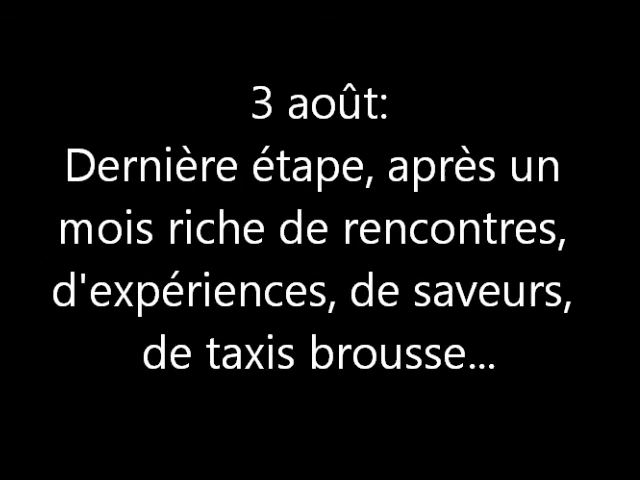 3 août:
Dernière étape, après un
mois riche de rencontres,
d'expériences, de saveurs,
de taxis brousse...